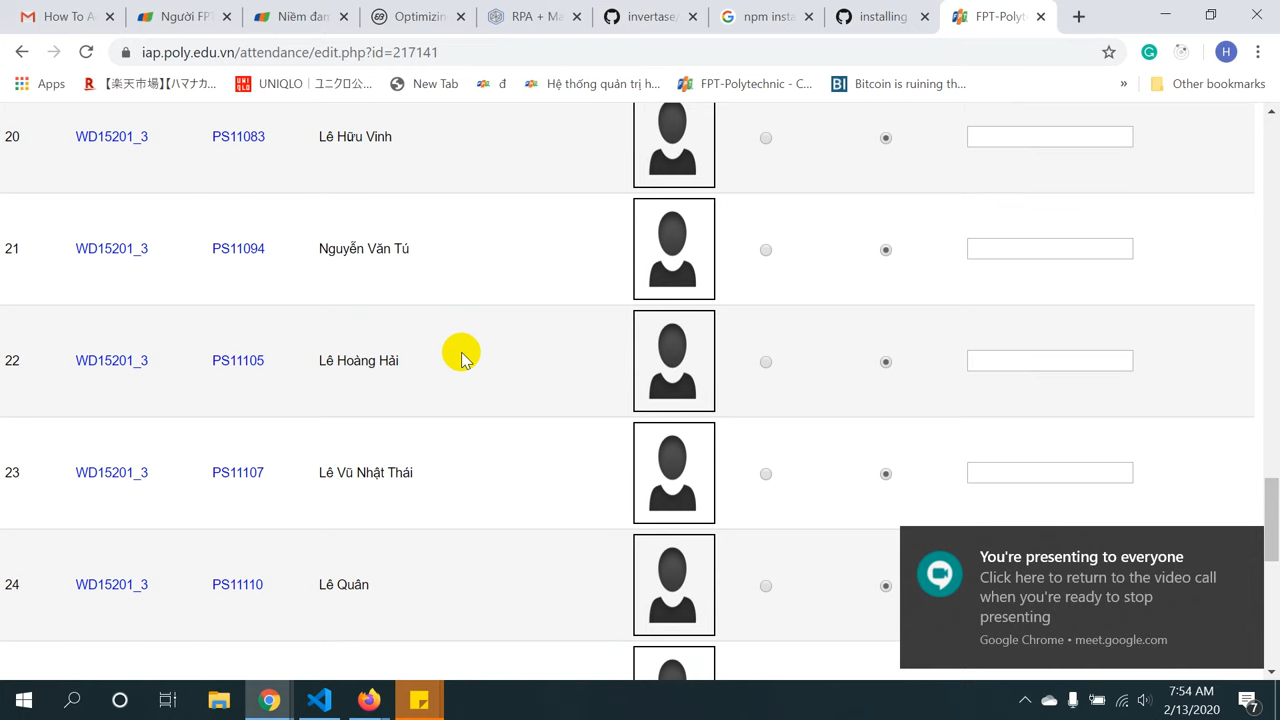 How To A
Người FP
Niềm dan
Optimizin
RPA + Ma
invertase/
npm insta
installing
FPT-Polyt
iap.poly.edu.vn/attendance/edit.php?id=217141
H
Apps
【楽天市場】【ハマナカ...
UNIQLO｜ユニクロ公...
New Tab
đ
Hệ thống quản trị h...
FPT-Polytechnic - C...
BI
Bitcoin is ruining th...
»
Other bookmarks
20 WD15201_3 PS11083 Lê Hữu Vinh
21 WD15201_3 PS11094 Nguyễn Văn Tú
22 WD15201_3 PS11105 Lê Hoàng Hải
23 WD15201_3 PS11107 Lê Vũ Nhật Thái
24 WD15201_3 PS11110 Lê Quân
You're presenting to everyone
Click here to return to the video call
when you're ready to stop
presenting
Google Chrome • meet.google.com
7:54 AM
2/13/2020
7